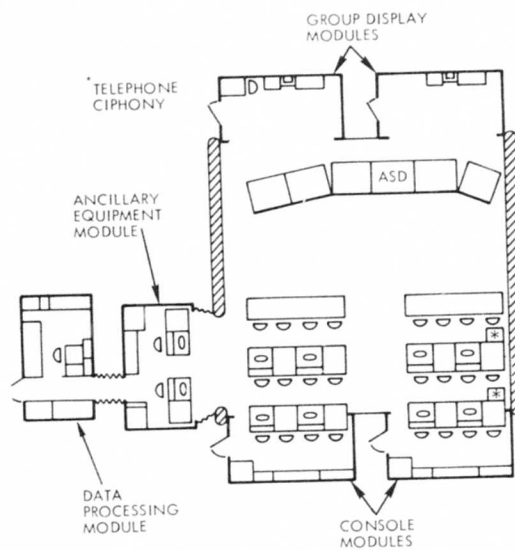 GROUP DISPLAY
MODULES
*TELEPHONE
CIPHONY
ASD
ANCILLARY
EQUIPMENT
MODULE
*
*
DATA
PROCESSING
MODULE
CONSOLE
MODULES